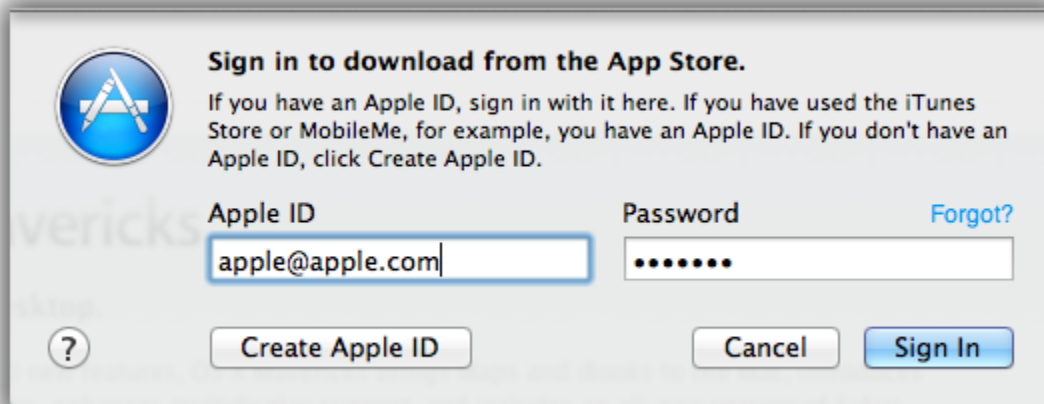 Sign in to download from the App Store.
If you have an Apple ID, sign in with it here. If you have used the iTunes
Store or MobileMe, for example, you have an Apple ID. If you don't have an
Apple ID, click Create Apple ID.
Apple ID
Password
Forgot?
vericks
apple@apple.com
•••••••
sktop.
?
Create Apple ID
Cancel
Sign In